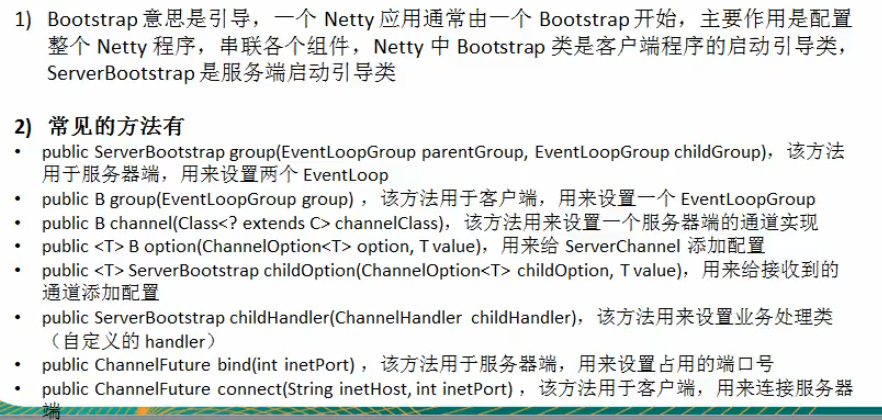 1) Bootstrap 意思是引导，一个 Netty 应用通常由一个 Bootstrap 开始，主要作用是配置
整个 Netty 程序，串联各个组件，Netty 中 Bootstrap 类是客户端程序的启动引导类，
ServerBootstrap 是服务端启动引导类
2) 常见的方法有
• public ServerBootstrap group(EventLoopGroup parentGroup, EventLoopGroup childGroup)，该方法
用于服务器端，用来设置两个 EventLoop
• public B group(EventLoopGroup group) ，该方法用于客户端，用来设置一个 EventLoopGroup
• public B channel(Class<? extends C> channelClass)，该方法用来设置一个服务器端的通道实现
• public <T> B option(ChannelOption<T> option, T value)，用来给 ServerChannel 添加配置
• public <T> ServerBootstrap childOption(ChannelOption<T> childOption, T value)，用来给接收到的
通道添加配置
• public ServerBootstrap childHandler(ChannelHandler childHandler)，该方法用来设置业务处理类
（自定义的 handler）
• public ChannelFuture bind(int inetPort) ，该方法用于服务器端，用来设置占用的端口号
• public ChannelFuture connect(String inetHost, int inetPort) ，该方法用于客户端，用来连接服务器
端